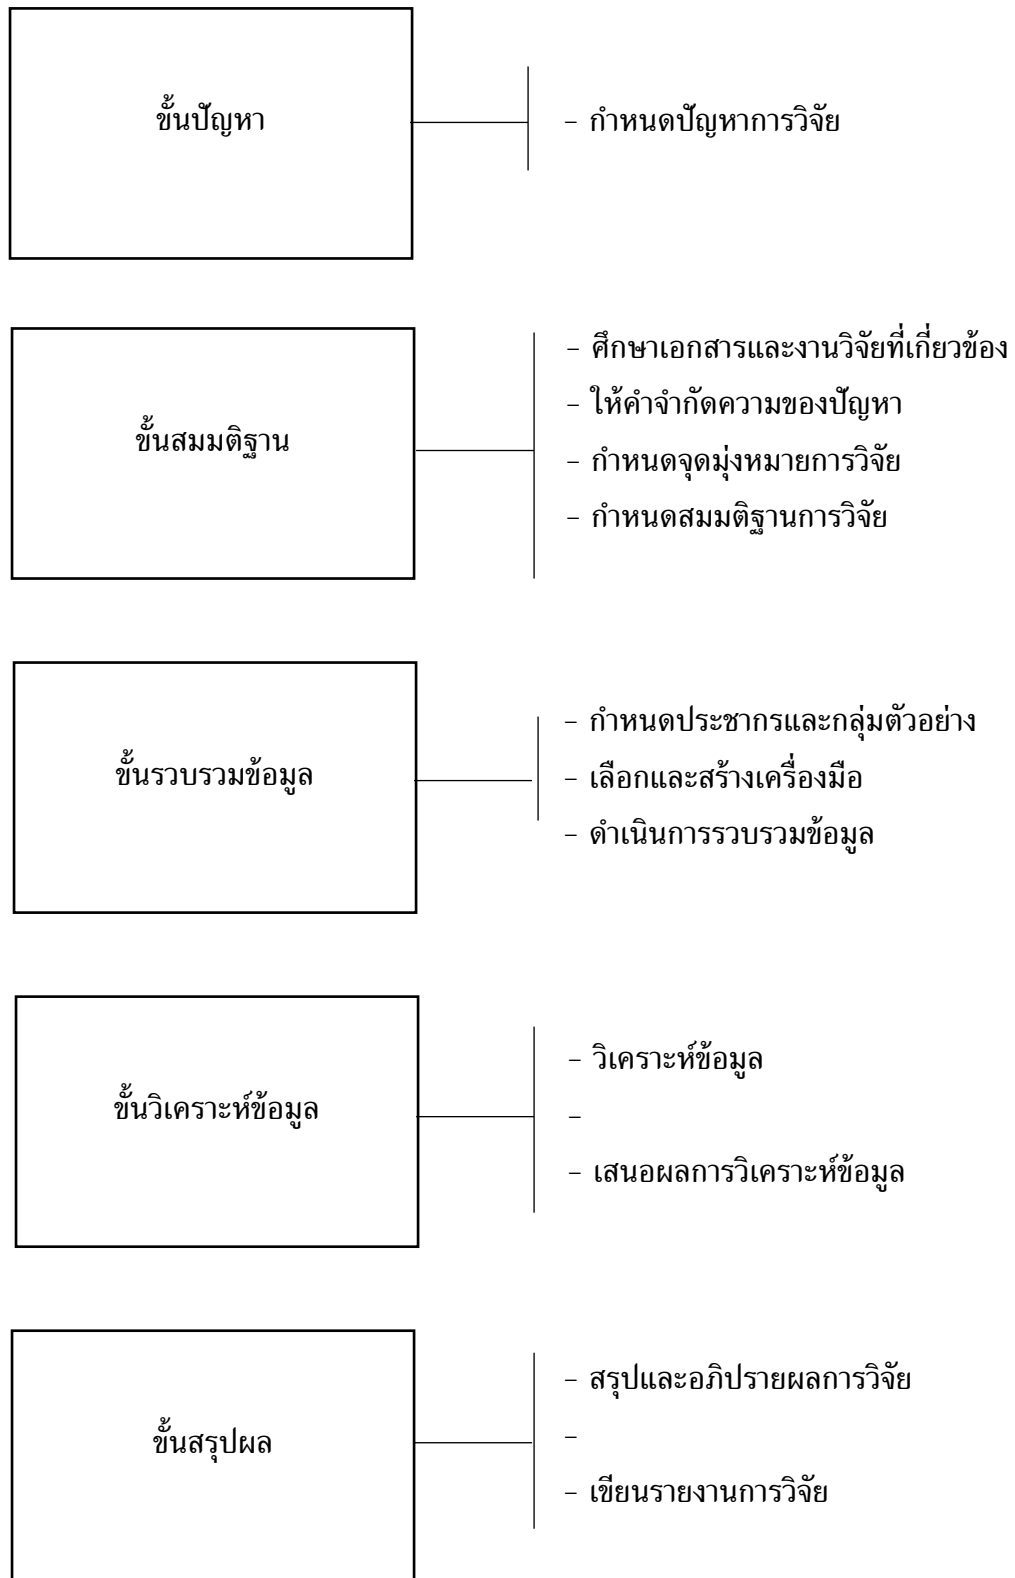 ขั้นปัญหา
- กำหนดปัญหาการวิจัย
ขั้นสมมติฐาน
- ศึกษาเอกสารและงานวิจัยที่เกี่ยวข้อง
- ให้คำจำกัดความของปัญหา
- กำหนดจุดมุ่งหมายการวิจัย
- กำหนดสมมติฐานการวิจัย
ขั้นรวบรวมข้อมูล
- กำหนดประชากรและกลุ่มตัวอย่าง
- เลือกและสร้างเครื่องมือ
- ดำเนินการรวบรวมข้อมูล
ขั้นวิเคราะห์ข้อมูล
- วิเคราะห์ข้อมูล
-
- เสนอผลการวิเคราะห์ข้อมูล
ขั้นสรุปผล
- สรุปและอภิปรายผลการวิจัย
-
- เขียนรายงานการวิจัย